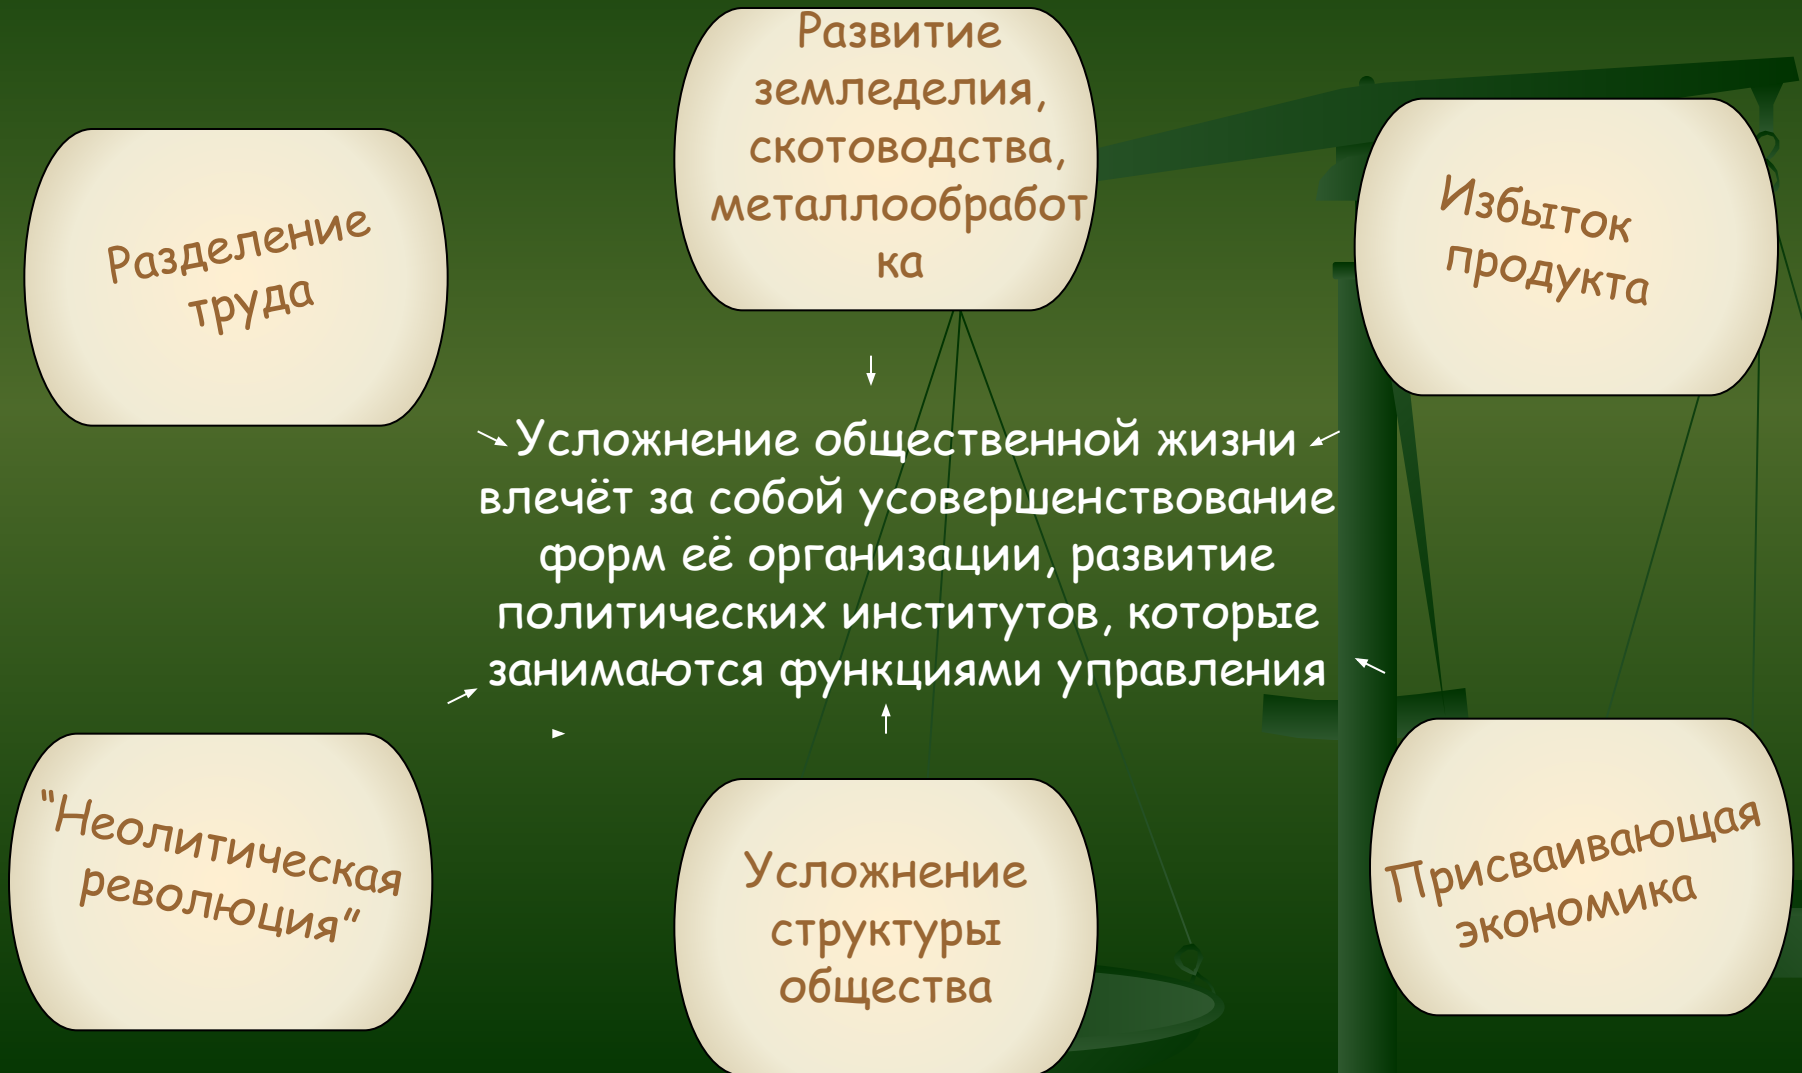 Развитие
земледелия,
скотоводства,
металлообработ
ка
Разделение
труда
Избыток
продукта
Усложнение общественной жизни
влечёт за собой усовершенствование
форм её организации, развитие
политических институтов, которые
занимаются функциями управления
"Неолитическая
революция"
Усложнение
структуры
общества
Присваивающая
экономика